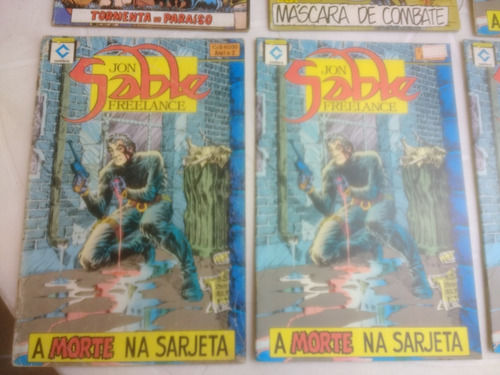 TORMENTA NO PARAÍSO
MÁSCARA DE COMBATE
JON
Sable
FREELANCE
A MORTE NA SARJETA
JON
Sable
FREELANCE
A MORTE NA SARJETA
A